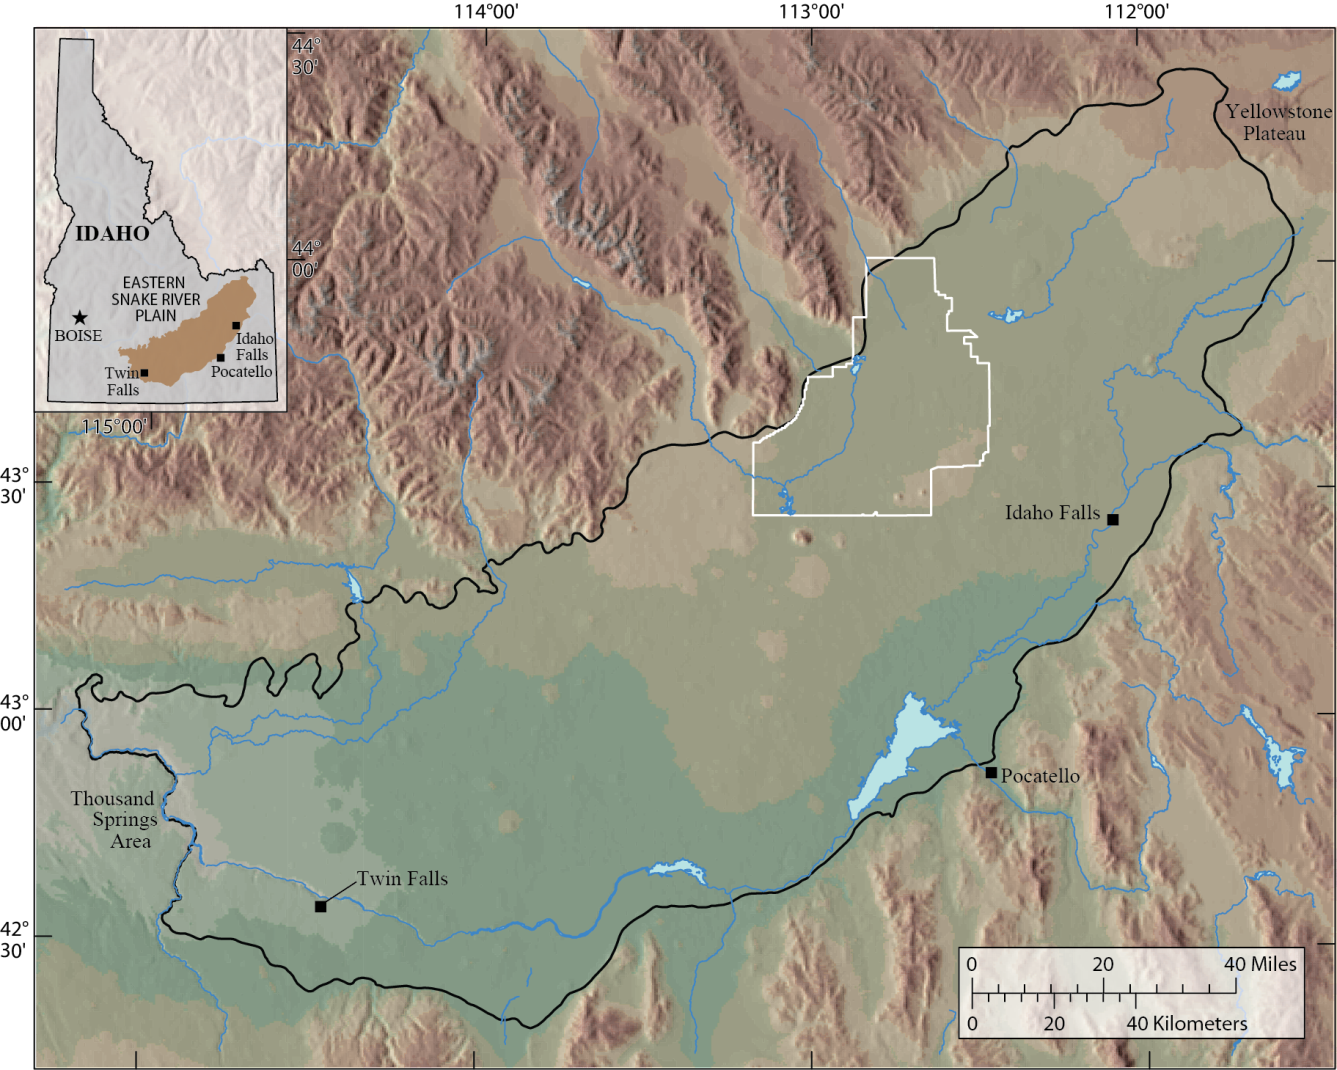 114°00'
113°00'
112°00'
44°
30'
Yellowstone
Plateau
IDAHO
44°
00'
EASTERN
SNAKE RIVER
PLAIN
BOISE
Idaho
Falls
Pocatello
Twin
Falls
115°00'
43°
30'
Idaho Falls
43°
00'
Pocatello
Thousand
Springs
Area
Twin Falls
42°
30'
0 20 40 Miles
0 20 40 Kilometers